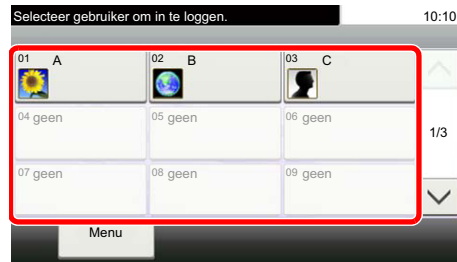 Selecteer gebruiker om in te loggen. 10:10
01 A 02 B 03 C
04 geen 05 geen 06 geen
1/3
07 geen 08 geen 09 geen
Menu